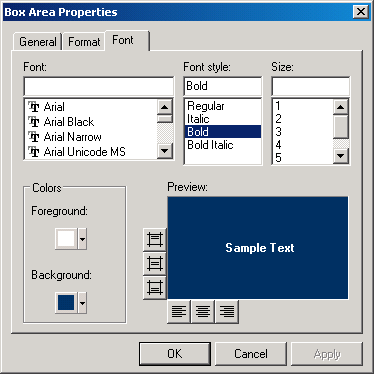 Box Area Properties
General Format Font
Font: Font style: Size:
Bold
Arial Regular 1
Arial Black Italic 2
Arial Narrow Bold 3
Arial Unicode MS Bold Italic 4
5
Colors Preview:
Foreground:
Sample Text
Background:
OK Cancel Apply